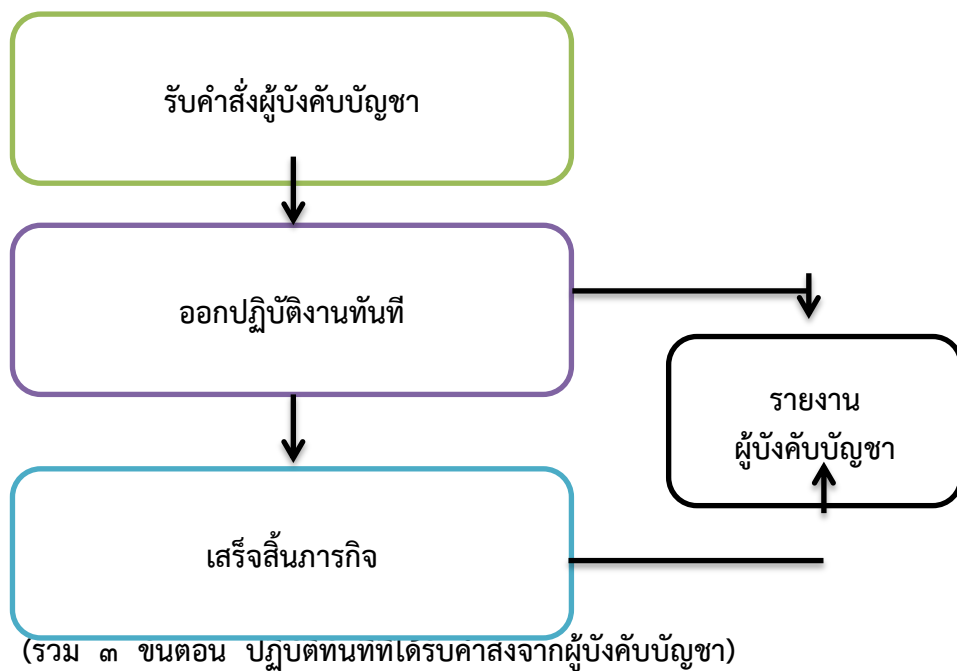 รับคำสั่งผู้บังคับบัญชา
ออกปฏิบัติงานทันที
รายงาน
ผู้บังคับบัญชา
เสร็จสิ้นภารกิจ
(รวม ๓ ขั้นตอน ปฏิบัติทันทีที่ได้รับคำสั่งจากผู้บังคับบัญชา)